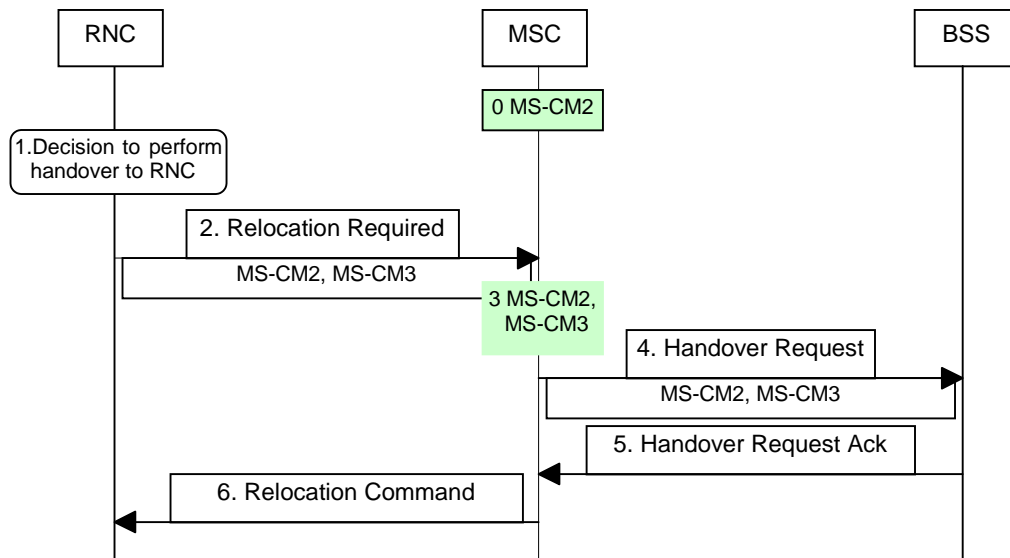 RNC
MSC
BSS
0 MS-CM2
1.Decision to perform
handover to RNC
2. Relocation Required
MS-CM2, MS-CM3
3 MS-CM2,
MS-CM3
4. Handover Request
MS-CM2, MS-CM3
5. Handover Request Ack
6. Relocation Command